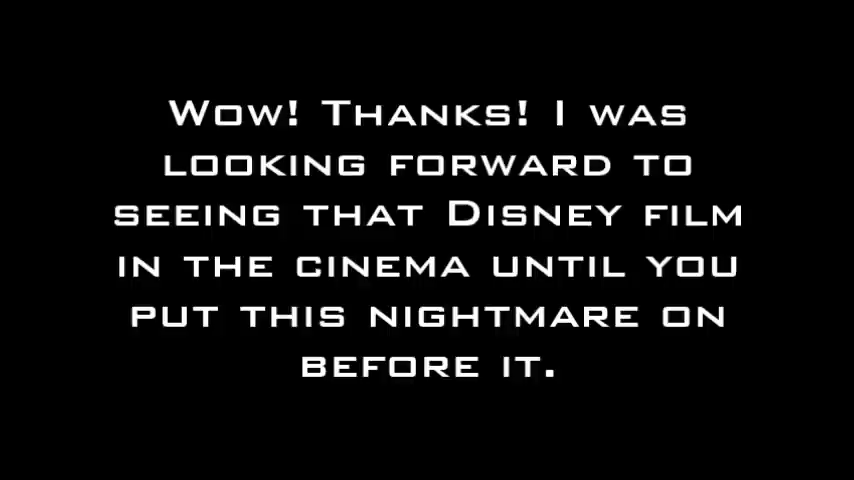 Wow! Thanks! I was
looking forward to
seeing that Disney film
in the cinema until you
put this nightmare on
before it.